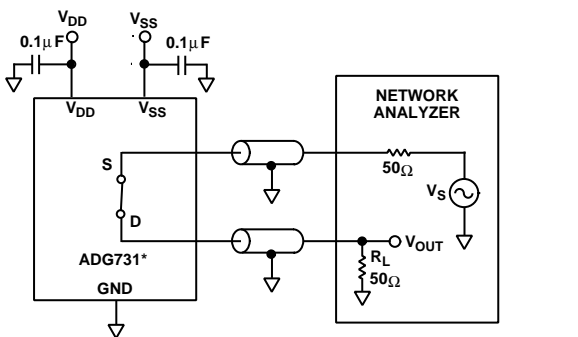 VDD
VSS
0.1μF
0.1μF
VDD
VSS
NETWORK
ANALYZER
S
50Ω
VS
D
VOUT
RL
50Ω
ADG731*
GND